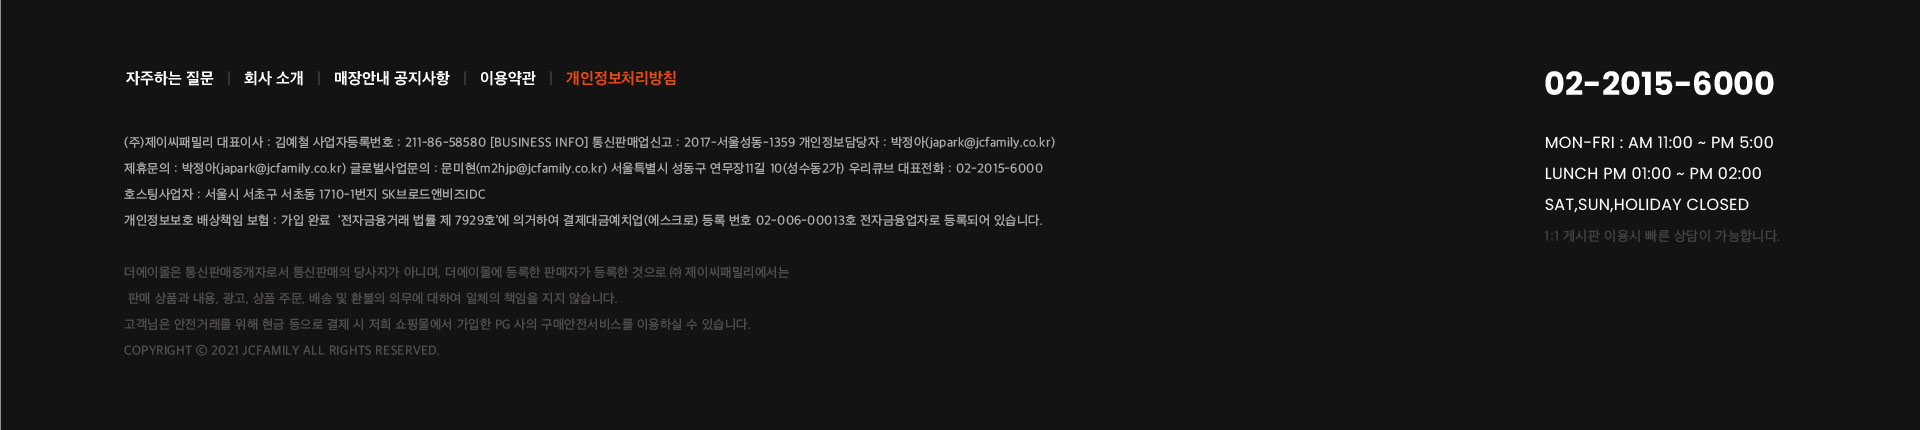 자주하는 질문 | 회사 소개 | 매장안내 공지사항 | 이용약관 | 개인정보처리방침
(주)제이씨패밀리 대표이사 : 김예철 사업자등록번호 : 211-86-58580 [BUSINESS INFO] 통신판매업신고 : 2017-서울성동-1359 개인정보담당자 : 박정아(japark@jcfamily.co.kr)
제휴문의 : 박정아(japark@jcfamily.co.kr) 글로벌사업문의 : 문미현(m2hjp@jcfamily.co.kr) 서울특별시 성동구 연무장11길 10(성수동2가) 우리큐브 대표전화 : 02-2015-6000
호스팅사업자 : 서울시 서초구 서초동 1710-1번지 SK브로드앤비즈IDC
개인정보보호 배상책임 보험 : 가입 완료 '전자금융거래 법률 제 7929호'에 의거하여 결제대금예치업(에스크로) 등록 번호 02-006-00013호 전자금융업자로 등록되어 있습니다.
더에이몰은 통신판매중개자로서 통신판매의 당사자가 아니며, 더에이몰에 등록한 판매자가 등록한 것으로 ㈜ 제이씨패밀리에서는
판매 상품과 내용, 광고, 상품 주문, 배송 및 환불의 의무에 대하여 일체의 책임을 지지 않습니다.
고객님은 안전거래를 위해 현금 등으로 결제 시 저희 쇼핑몰에서 가입한 PG 사의 구매안전서비스를 이용하실 수 있습니다.
COPYRIGHT © 2021 JCFAMILY ALL RIGHTS RESERVED.
02-2015-6000
MON-FRI : AM 11:00 ~ PM 5:00
LUNCH PM 01:00 ~ PM 02:00
SAT,SUN,HOLIDAY CLOSED
1:1 게시판 이용시 빠른 상담이 가능합니다.